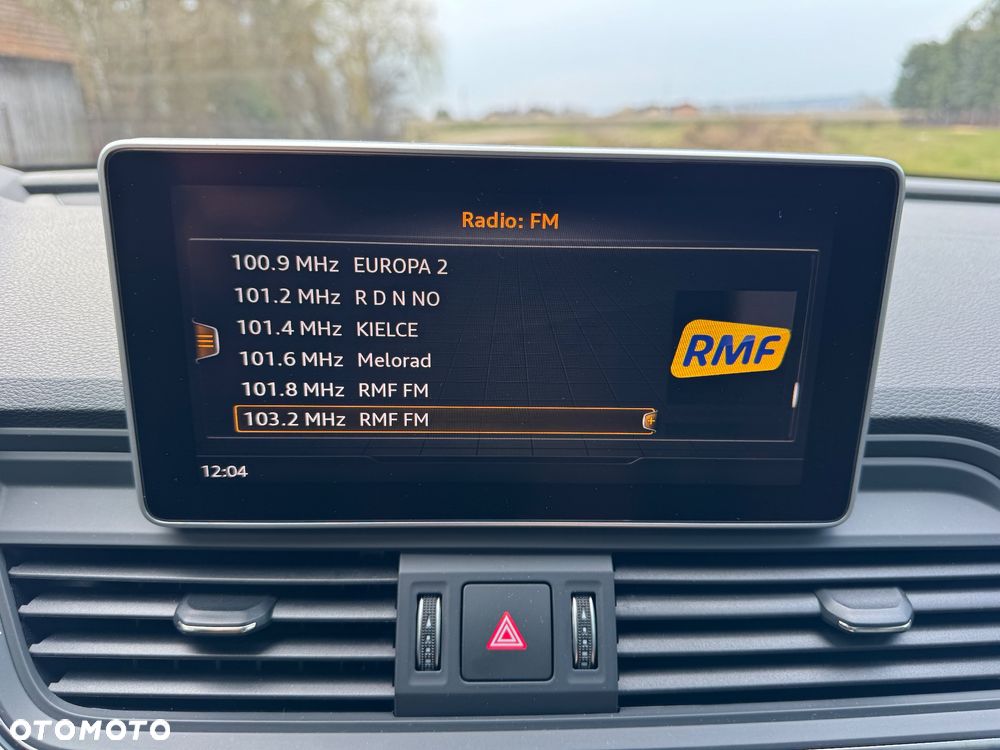 Radio: FM
100.9 MHz EUROPA 2
101.2 MHz R D N NO
101.4 MHz KIELCE
101.6 MHz Melorad
101.8 MHz RMF FM
103.2 MHz RMF FM
RMF
12:04
OTOMOTO